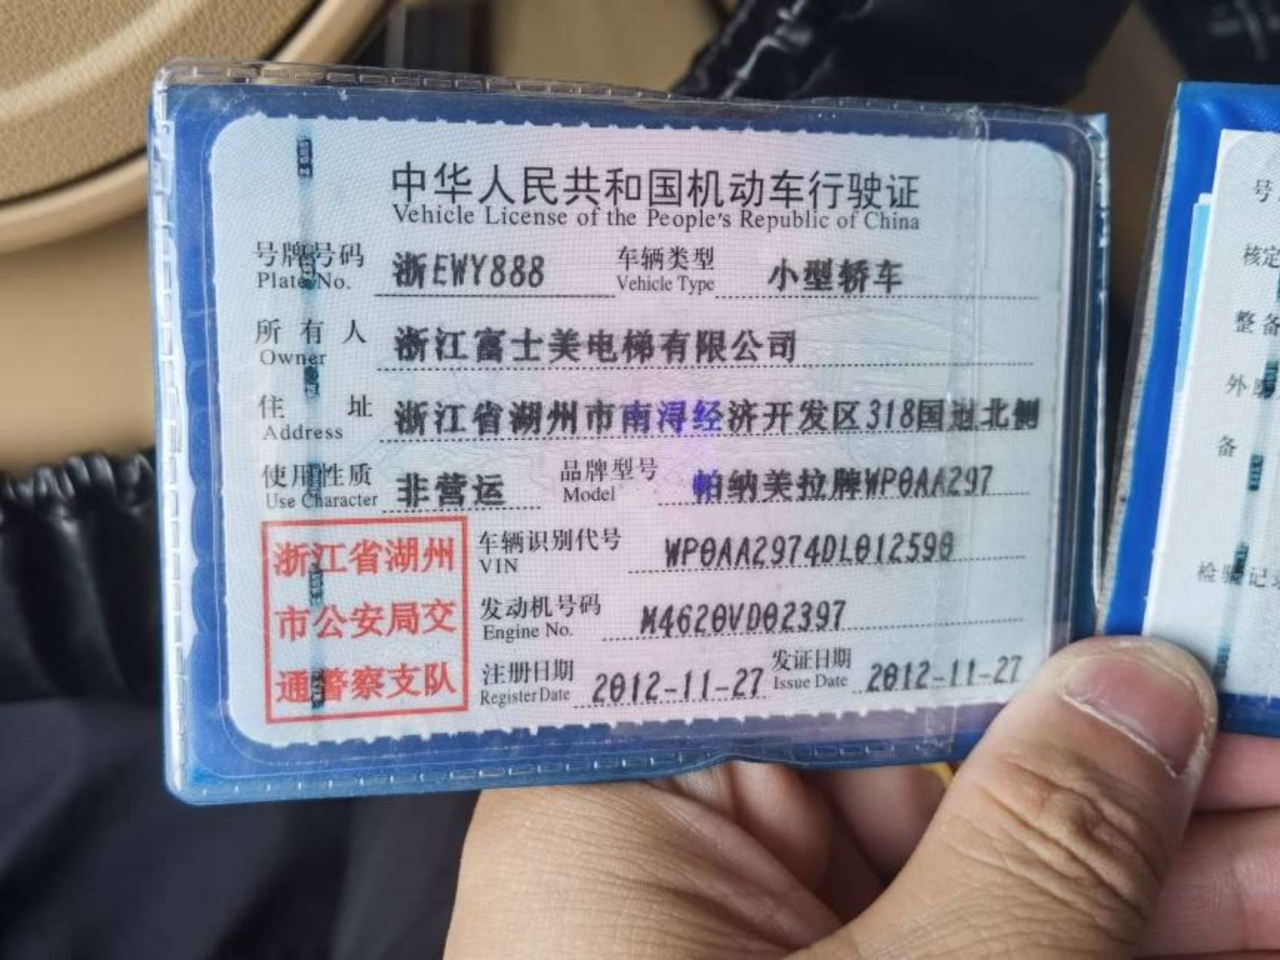 中华人民共和国机动车行驶证
Vehicle License of the People's Republic of China
号牌号码 浙EWY888 车辆类型 小型轿车
Plate No. Vehicle Type
所有人 浙江富士美电梯有限公司
Owner
住址 浙江省湖州市南浔经济开发区318国道北侧
Address
使用性质 非营运 品牌型号 帕纳美拉牌WP0AA297
Use Character Model
浙江省湖州
市公安局交
通警察支队
车辆识别代号 WP0AA2974DL012590
VIN
发动机号码 M4620VD02397
Engine No.
注册日期 2012-11-27 发证日期 2012-11-27
Register Date Issue Date
号
核定
整备
外
备
检验记